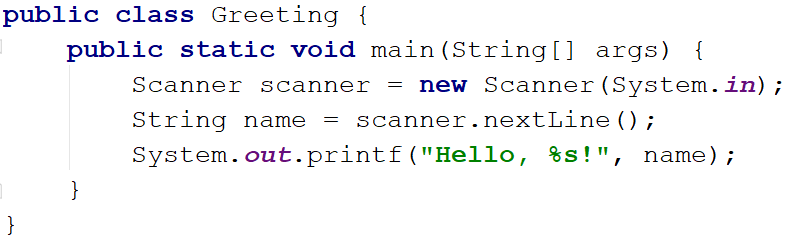 public class Greeting {
    public static void main(String[] args) {
        Scanner scanner = new Scanner(System.in);
        String name = scanner.nextLine();
        System.out.printf("Hello, %s!", name);
    }
}